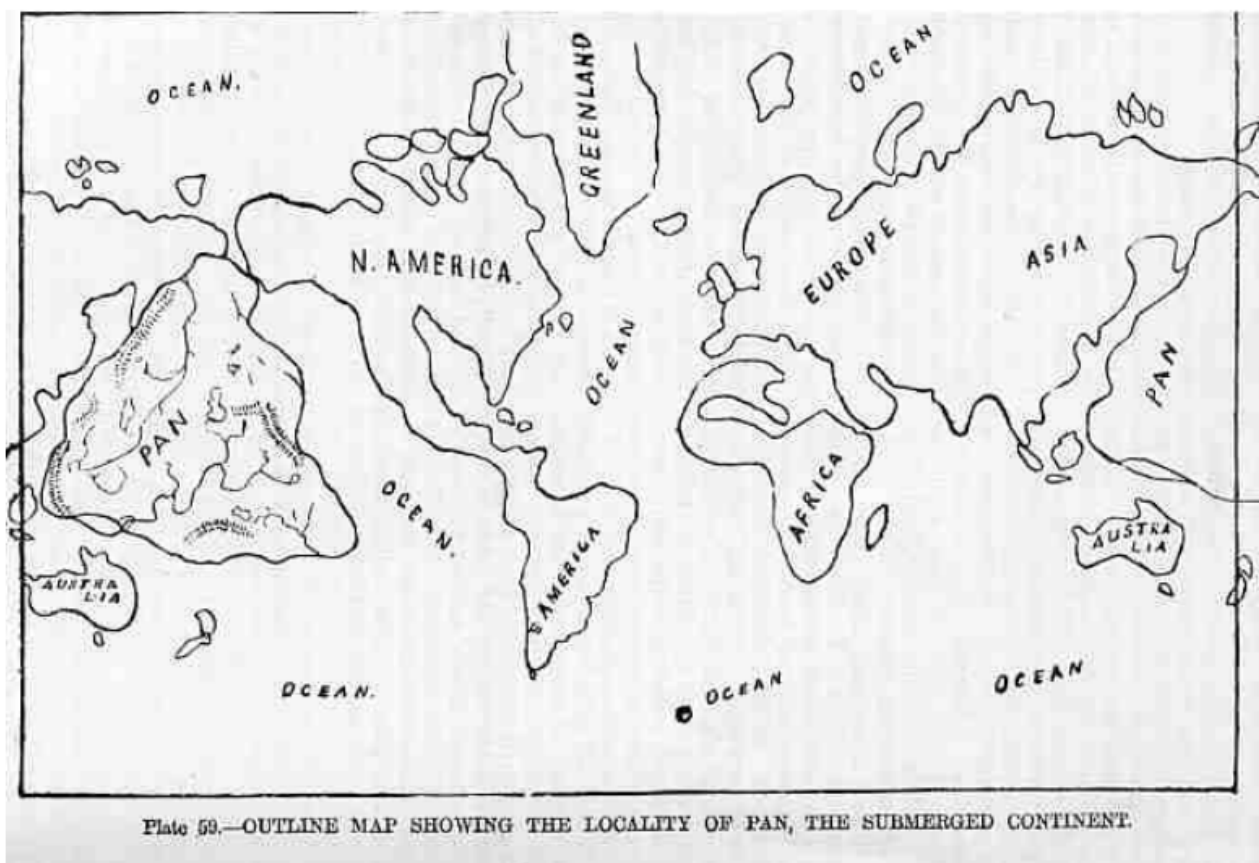 OCEAN.
GREENLAND
OCEAN
N. AMERICA.
EUROPE
ASIA
OCEAN
PAN
PAN
OCEAN.
AFRICA
S AMERICA
AUSTRA
LIA
AUSTRA
LIA
OCEAN.
OCEAN
OCEAN
Plate 59.—OUTLINE MAP SHOWING THE LOCALITY OF PAN, THE SUBMERGED CONTINENT.